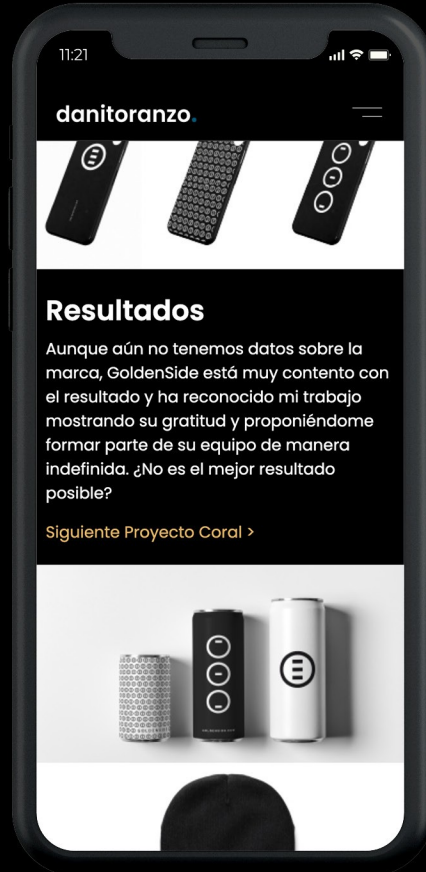 11:21
danitoranzo.
Resultados
Aunque aún no tenemos datos sobre la
marca, GoldenSide está muy contento con
el resultado y ha reconocido mi trabajo
mostrando su gratitud y proponiéndome
formar parte de su equipo de manera
indefinida. ¿No es el mejor resultado
posible?
Siguiente Proyecto Coral >